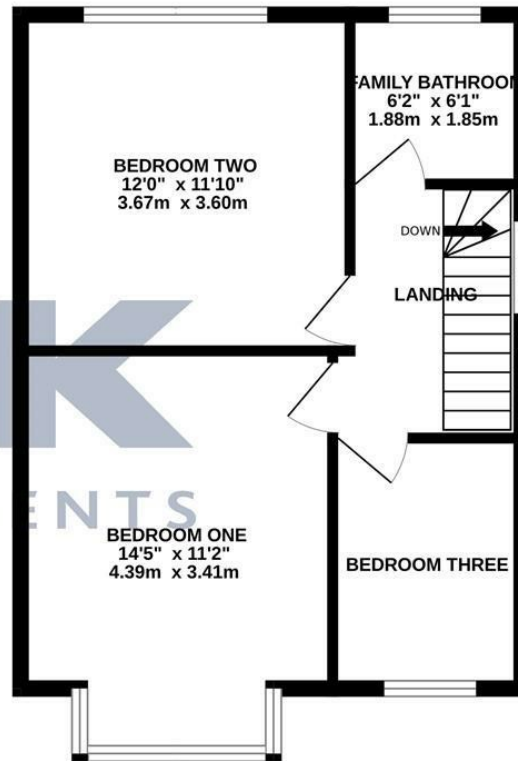 FAMILY BATHROOM
6'2" x 6'1"
1.88m x 1.85m
BEDROOM TWO
12'0" x 11'10"
3.67m x 3.60m
DOWN
LANDING
K
ENTS
BEDROOM ONE
14'5" x 11'2"
4.39m x 3.41m
BEDROOM THREE